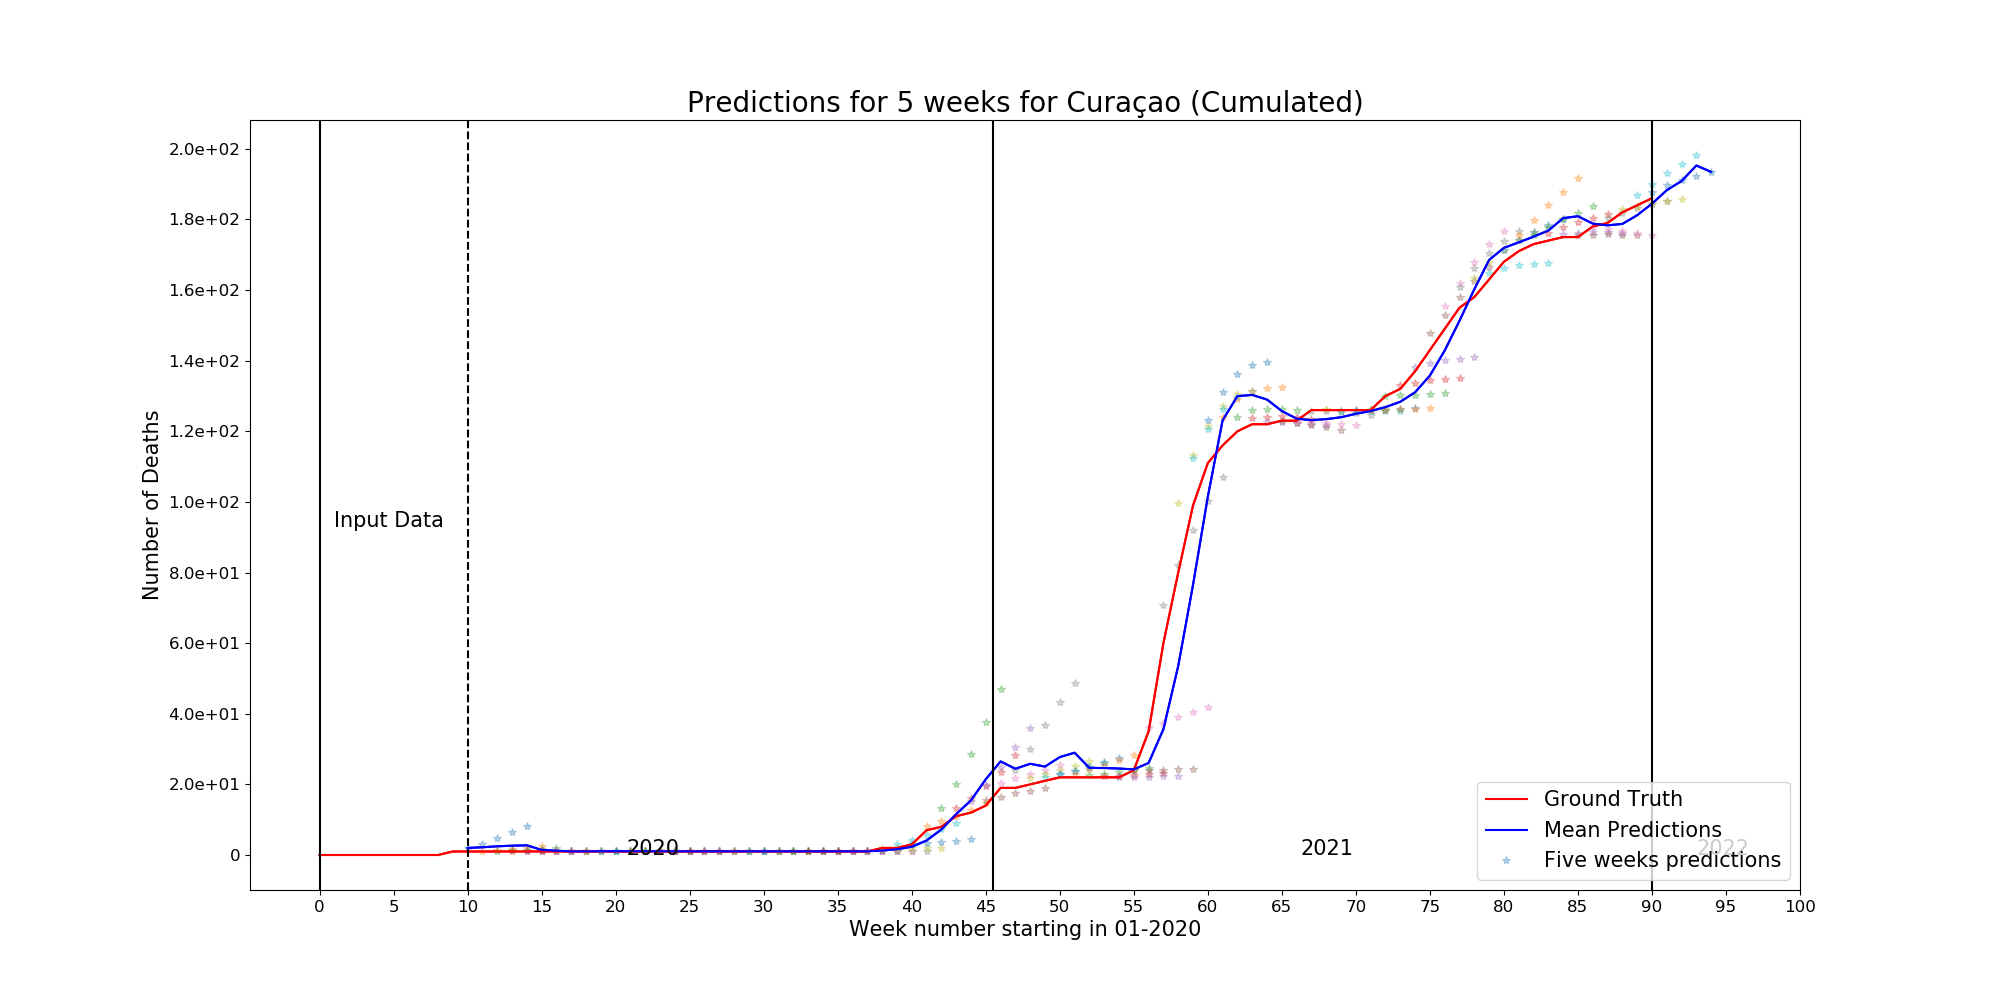 Predictions for 5 weeks for Curaçao (Cumulated)
Number of Deaths
2.0e+02
1.8e+02
1.6e+02
1.4e+02
1.2e+02
1.0e+02
8.0e+01
6.0e+01
4.0e+01
2.0e+01
0
Input Data
2020
2021
2022
Ground Truth
Mean Predictions
Five weeks predictions
0 5 10 15 20 25 30 35 40 45 50 55 60 65 70 75 80 85 90 95 100
Week number starting in 01-2020